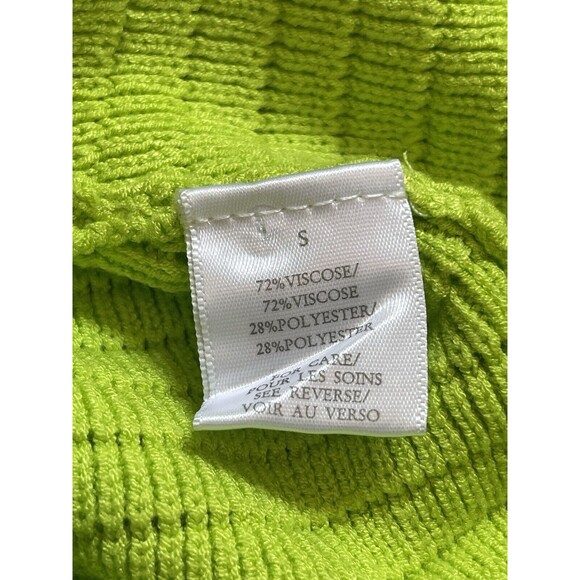 S
72%VISCOSE/
72%VISCOSE
28%POLYESTER/
28%POLYESTER
FOR CARE/
POUR LES SOINS
SEE REVERSE/
VOIR AU VERSO